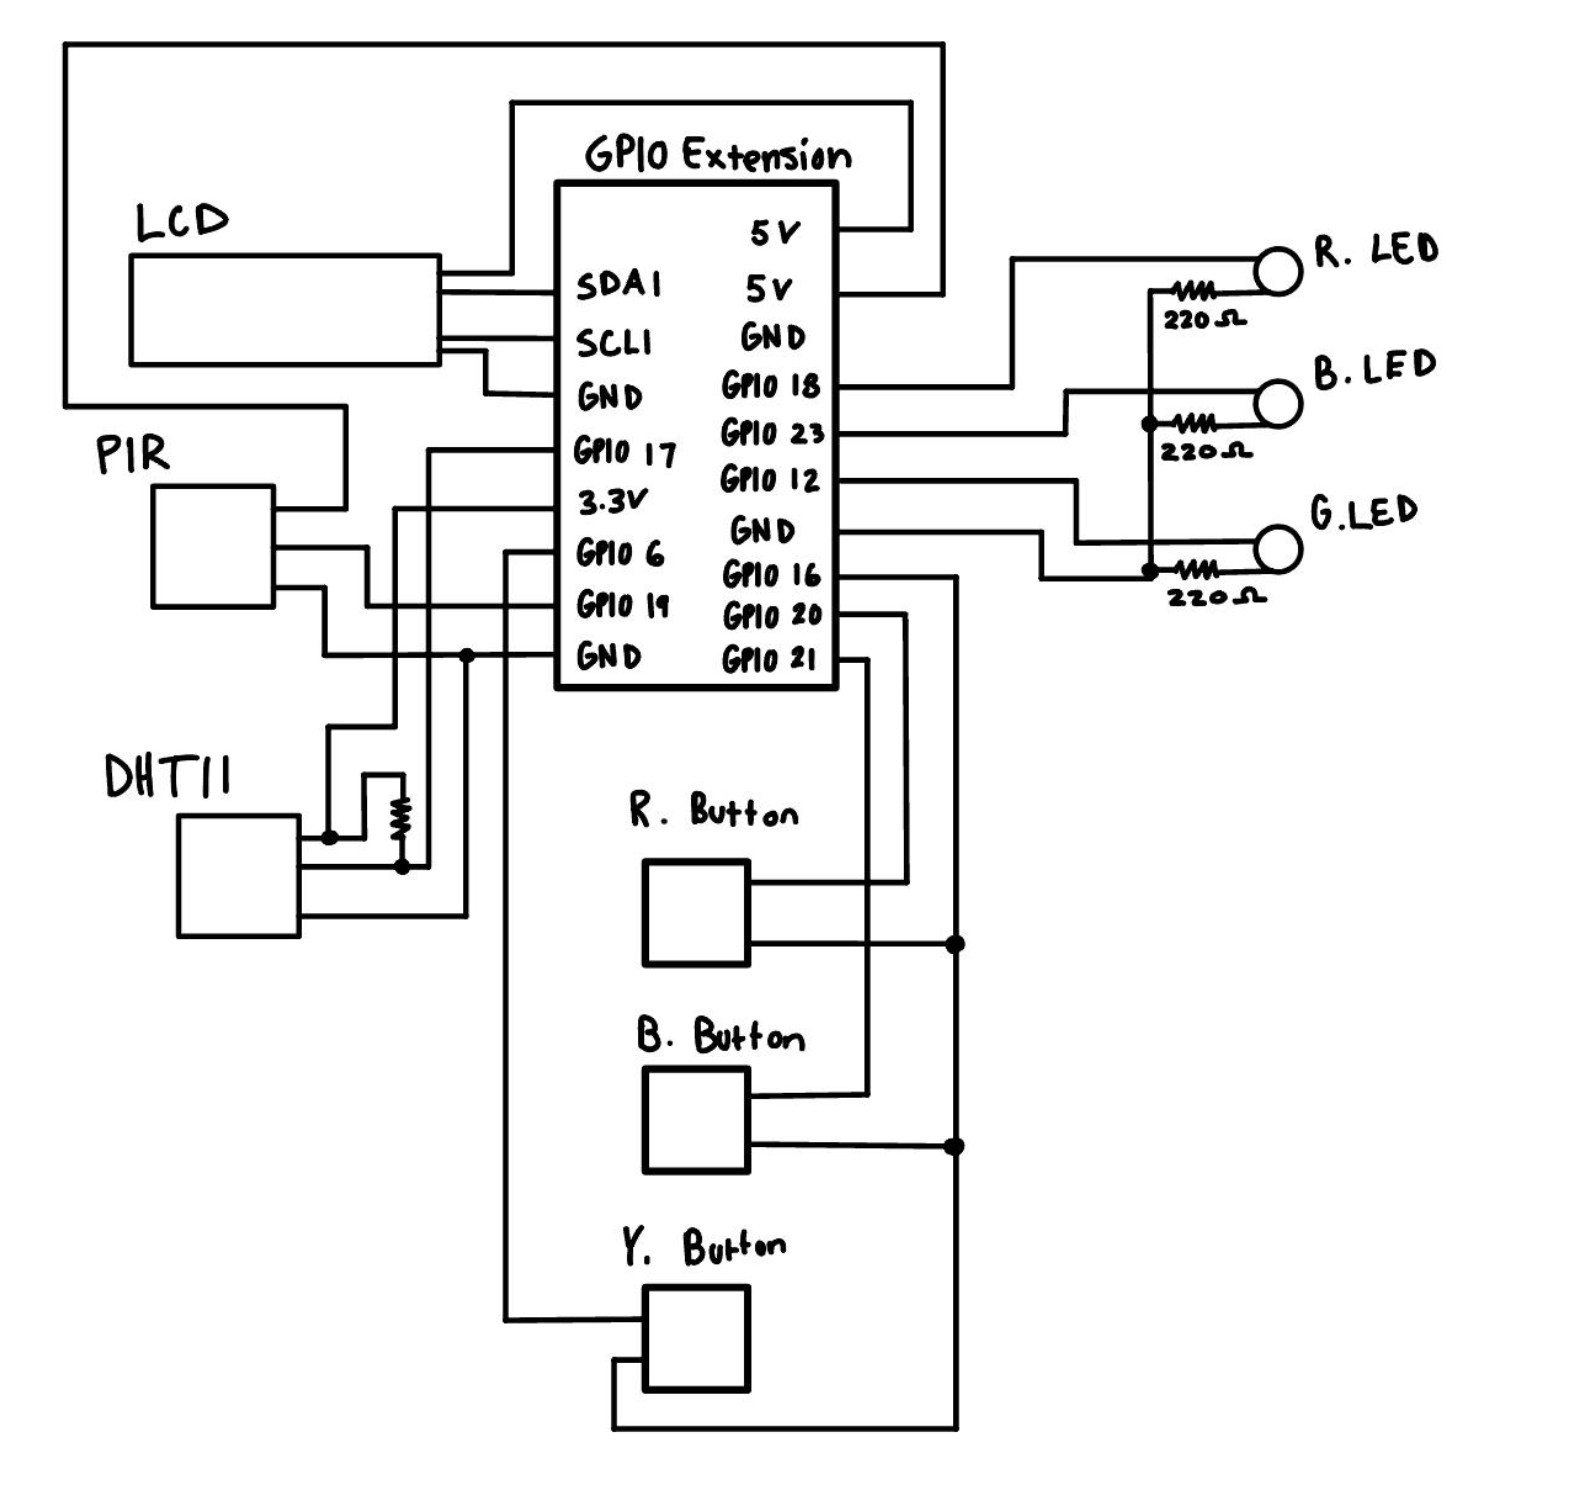 GPIO Extension
LCD
5V
SDA1
5V
SCL1
GND
GND
GPIO 18
GPIO 17
GPIO 23
3.3V
GPIO 12
GPIO 6
GND
GPIO 19
GPIO 16
GND
GPIO 20
GPIO 21
R. LED
220Ω
B. LED
220Ω
G.LED
220Ω
PIR
DHT11
R. Button
B. Button
Y. Button